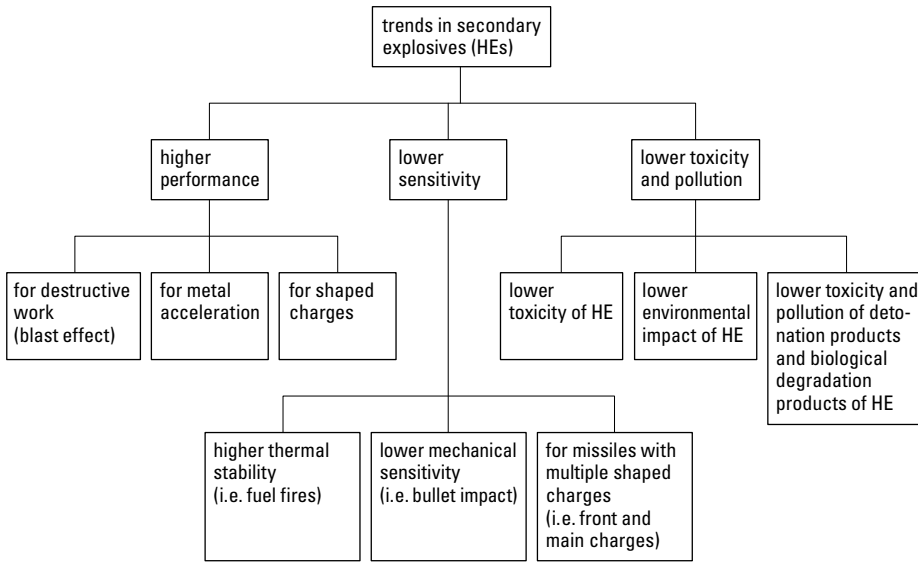 trends in secondary
explosives (HEs)
higher
performance
lower
sensitivity
lower toxicity
and pollution
for destructive
work
(blast effect)
for metal
acceleration
for shaped
charges
lower
toxicity of HE
lower
environmental
impact of HE
lower toxicity and
pollution of deto-
nation products
and biological
degradation
products of HE
higher thermal
stability
(i.e. fuel fires)
lower mechanical
sensitivity
(i.e. bullet impact)
for missiles with
multiple shaped
charges
(i.e. front and
main charges)